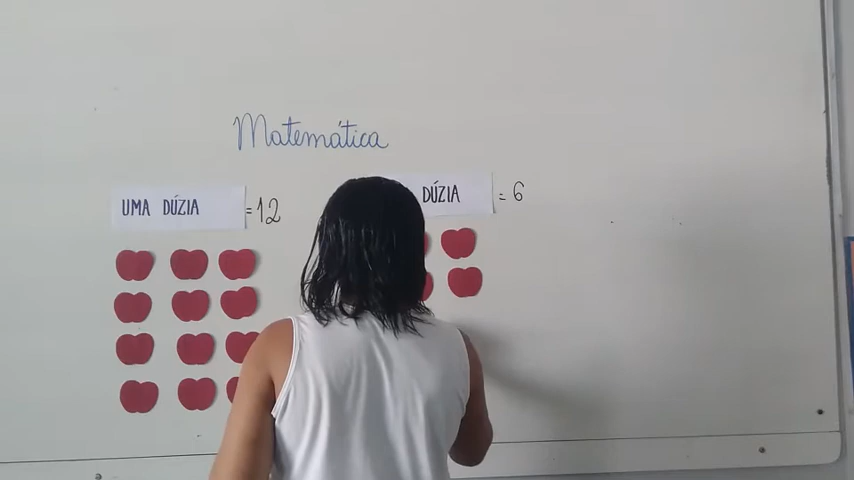 Matemática
UMA DÚZIA =12
DÚZIA = 6